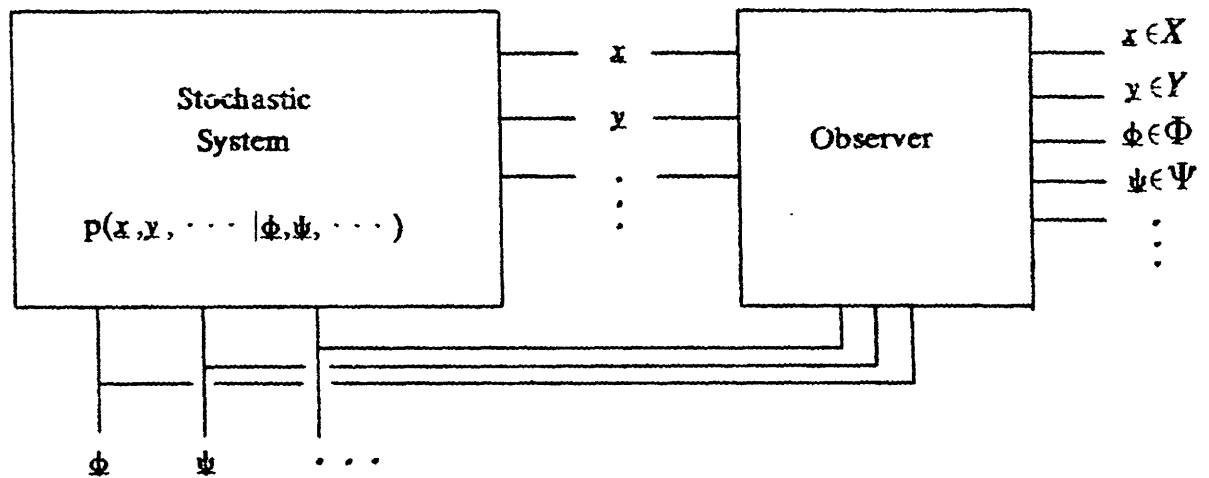 Stochastic
System
p(x̲,y̲, · · · |ϕ̲,ψ̲, · · · )
x̲
y̲
·
·
·
Observer
x̲ ∈X
y̲ ∈Y
ϕ̲∈Φ
ψ̲∈Ψ
·
·
·
ϕ̲ ψ̲ · · ·